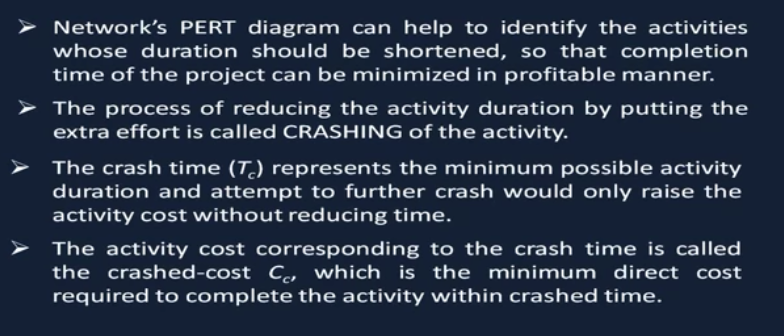 ➢ Network's PERT diagram can help to identify the activities
whose duration should be shortened, so that completion
time of the project can be minimized in profitable manner.
➢ The process of reducing the activity duration by putting the
extra effort is called CRASHING of the activity.
➢ The crash time (Tc) represents the minimum possible activity
duration and attempt to further crash would only raise the
activity cost without reducing time.
➢ The activity cost corresponding to the crash time is called
the crashed-cost Cc, which is the minimum direct cost
required to complete the activity within crashed time.